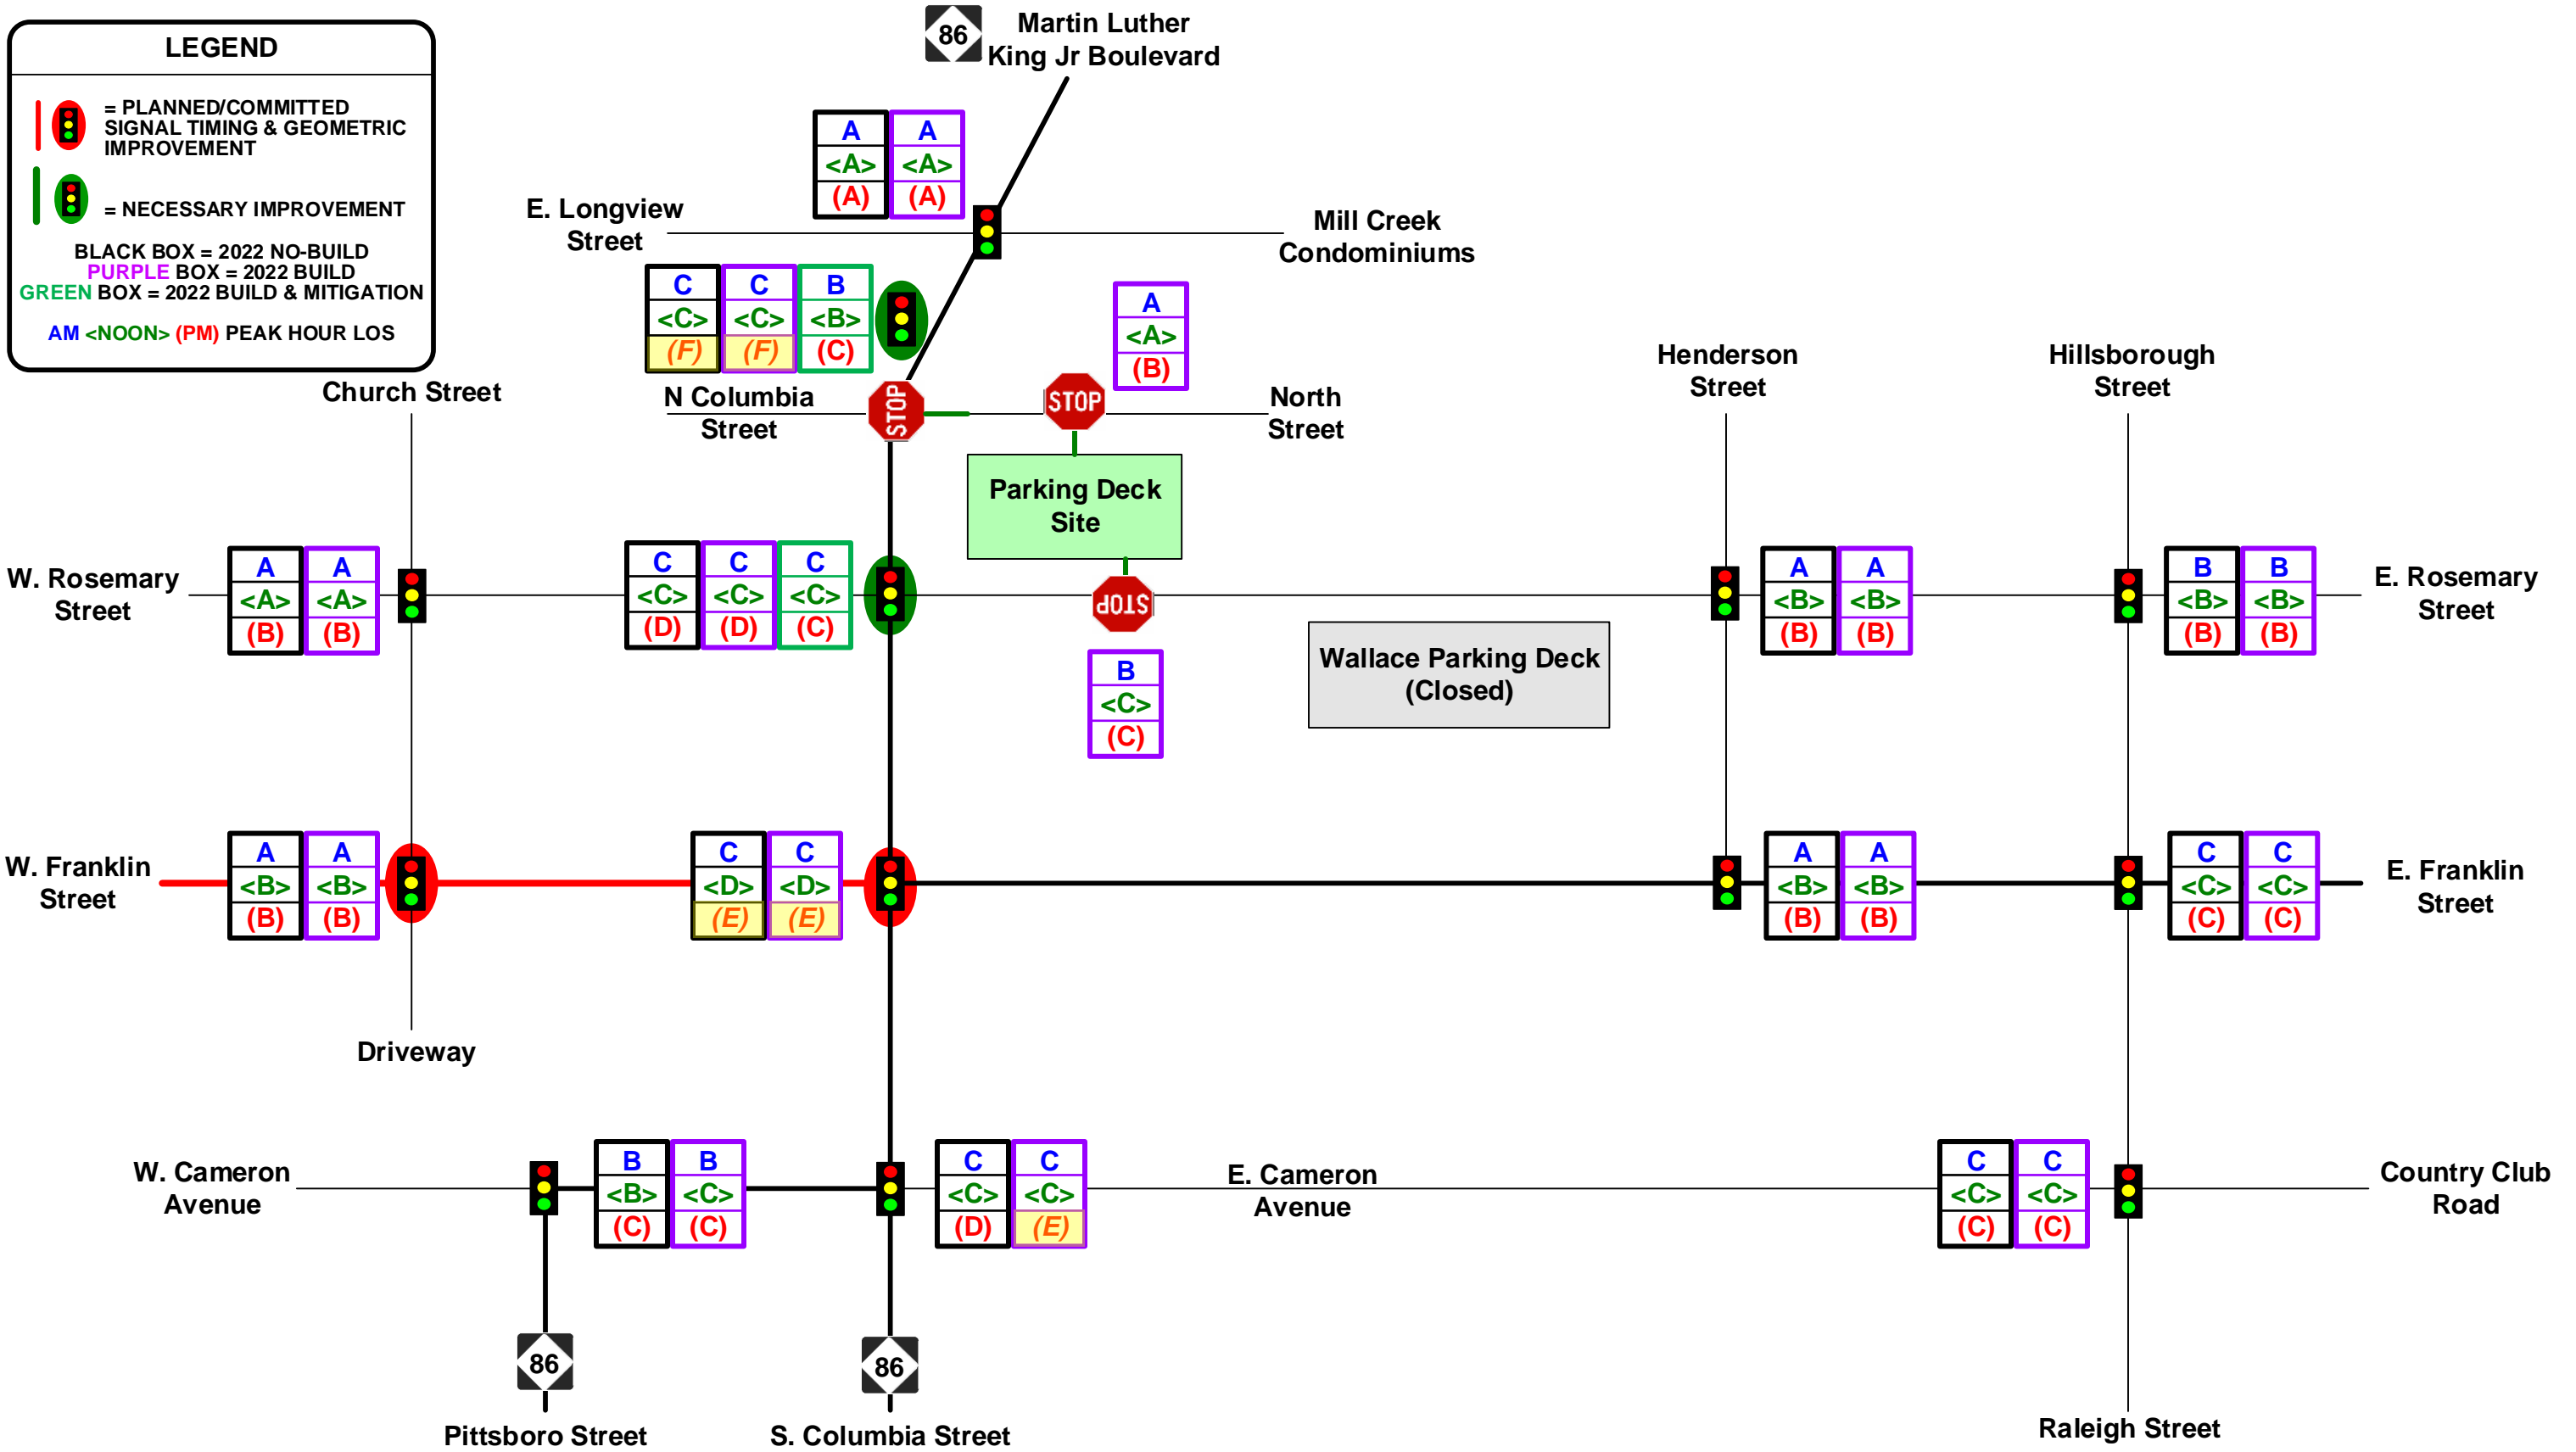 LEGEND
= PLANNED/COMMITTED
SIGNAL TIMING & GEOMETRIC
IMPROVEMENT
= NECESSARY IMPROVEMENT
BLACK BOX = 2022 NO-BUILD
PURPLE BOX = 2022 BUILD
GREEN BOX = 2022 BUILD & MITIGATION
AM <NOON> (PM) PEAK HOUR LOS
86
Martin Luther
King Jr Boulevard
A A
<A> <A>
(A) (A)
E. Longview
Street
Mill Creek
Condominiums
C C B
<C> <C> <B>
(F) (F) (C)
A
<A>
(B)
Church Street
N Columbia
Street
STOP
STOP
North
Street
Henderson
Street
Hillsborough
Street
Parking Deck
Site
W. Rosemary
Street
A A
<A> <A>
(B) (B)
C C C
<C> <C> <C>
(D) (D) (C)
STOP
A A
<B> <B>
(B) (B)
B B
<B> <B>
(B) (B)
E. Rosemary
Street
B
<C>
(C)
Wallace Parking Deck
(Closed)
W. Franklin
Street
A A
<B> <B>
(B) (B)
C C
<D> <D>
(E) (E)
A A
<B> <B>
(B) (B)
C C
<C> <C>
(C) (C)
E. Franklin
Street
Driveway
W. Cameron
Avenue
B B
<B> <C>
(C) (C)
C C
<C> <C>
(D) (E)
E. Cameron
Avenue
C C
<C> <C>
(C) (C)
Country Club
Road
86
86
Pittsboro Street
S. Columbia Street
Raleigh Street